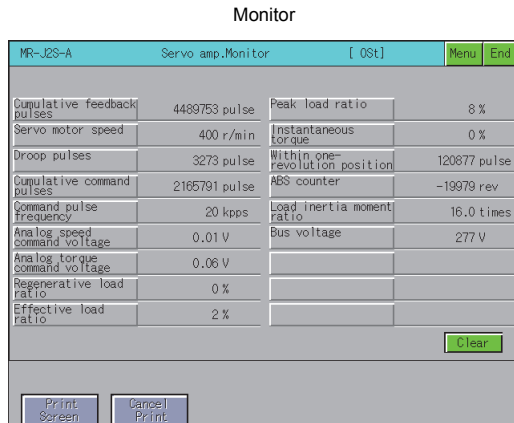 Monitor
MR-J2S-A Servo amp.Monitor [ OSt] Menu End
Cumulative feedback
pulses
4489753 pulse
Peak load ratio
8 %
Servo motor speed
400 r/min
Instantaneous
torque
0 %
Droop pulses
3273 pulse
Within one-
revolution position
120877 pulse
Cumulative command
pulses
2165791 pulse
ABS counter
-19979 rev
Command pulse
frequency
20 kpps
Load inertia moment
ratio
16.0 times
Analog speed
command voltage
0.01 V
Bus voltage
277 V
Analog torque
command voltage
0.06 V
Regenerative load
ratio
0 %
Effective load
ratio
2 %
Clear
Print
Screen
Cancel
Print